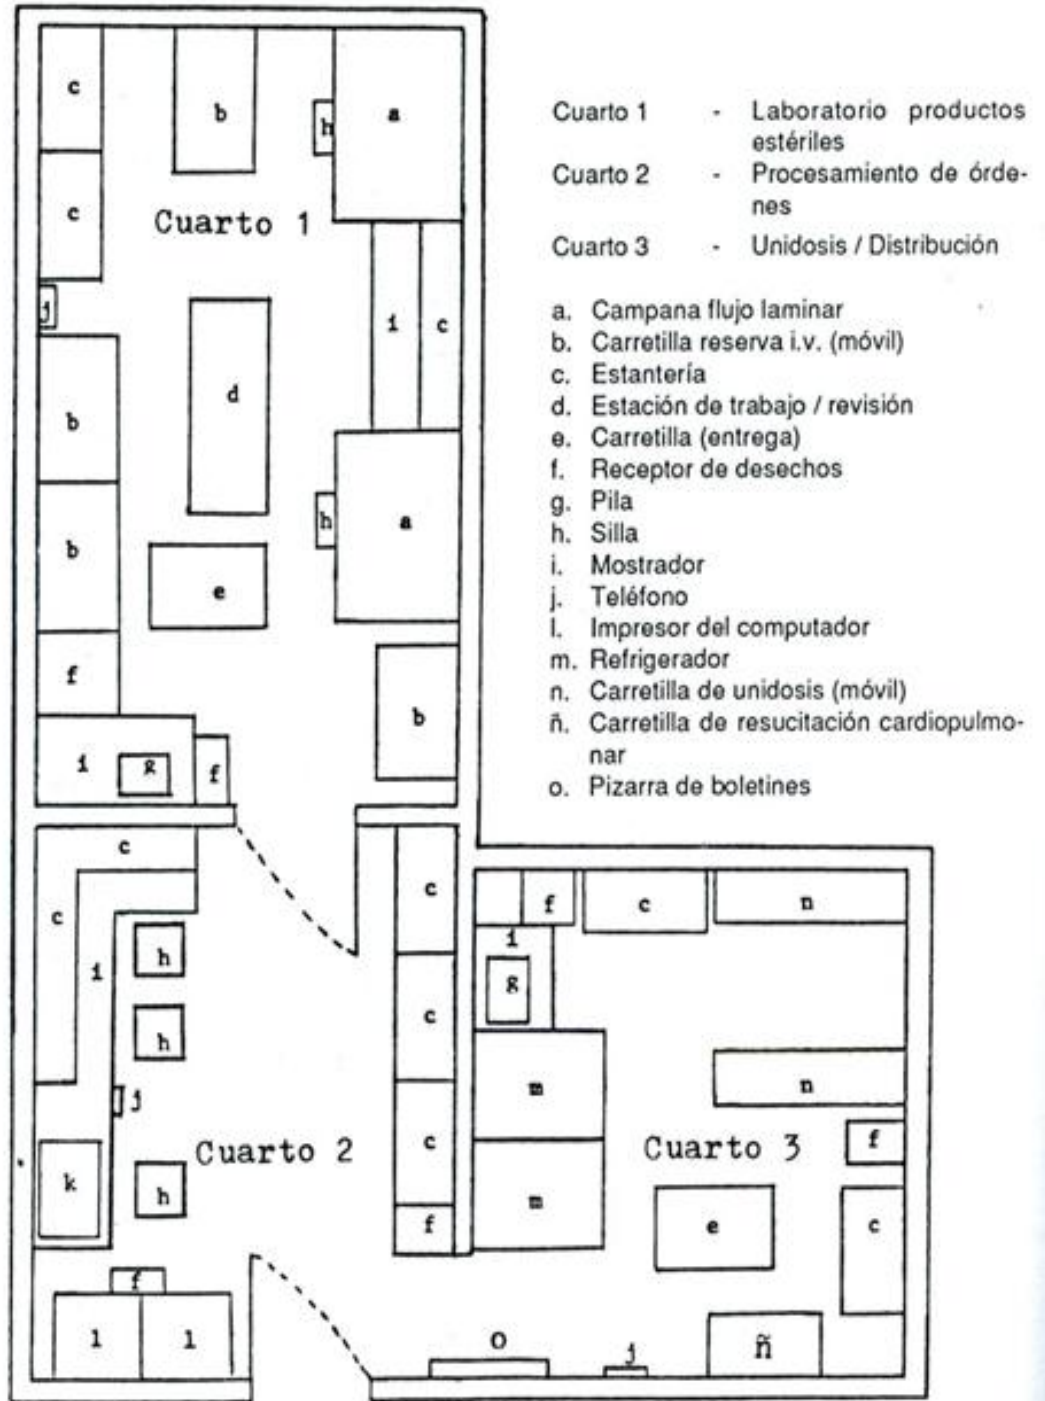 c
b
h
a
c
Cuarto 1
j
i
c
b
d
h
a
b
e
f
b
i
g
f
c
c
c
f
c
n
h
i
i
g
c
h
m
n
j
Cuarto 2
c
Cuarto 3
f
k
h
m
f
e
c
f
l
l
o
j
ñ
Cuarto 1 - Laboratorio productos
estériles
Cuarto 2 - Procesamiento de órde-
nes
Cuarto 3 - Unidosis / Distribución
a. Campana flujo laminar
b. Carretilla reserva i.v. (móvil)
c. Estantería
d. Estación de trabajo / revisión
e. Carretilla (entrega)
f. Receptor de desechos
g. Pila
h. Silla
i. Mostrador
j. Teléfono
l. Impresor del computador
m. Refrigerador
n. Carretilla de unidosis (móvil)
ñ. Carretilla de resucitación cardiopulmo-
nar
o. Pizarra de boletines